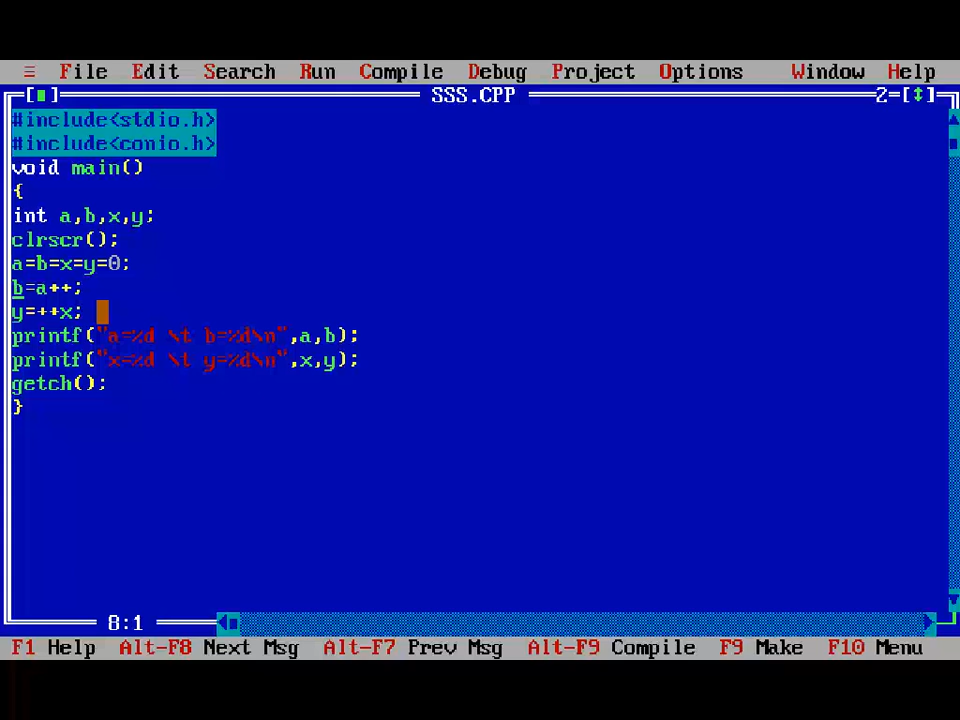 ≡ File Edit Search Run Compile Debug Project Options Window Help
[■] SSS.CPP 2=[↕]
#include<stdio.h>
#include<conio.h>
void main()
{
int a,b,x,y;
clrscr();
a=b=x=y=0;
b=a++;
y=++x;
printf("a=%d \t b=%d\n",a,b);
printf("x=%d \t y=%d\n",x,y);
getch();
}
8:1
F1 Help Alt-F8 Next Msg Alt-F7 Prev Msg Alt-F9 Compile F9 Make F10 Menu